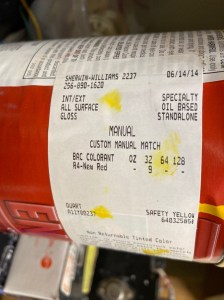 SHERWIN-WILLIAMS 2237 06/14/14
256-890-1620
INT/EXT SPECIALTY
ALL SURFACE OIL BASED
GLOSS STANDALONE
MANUAL
CUSTOM MANUAL MATCH
BAC COLORANT OZ 32 64 128
R4-New Red - 9 - -
QUART SAFETY YELLOW
640325058
Non Returnable Tinted Color